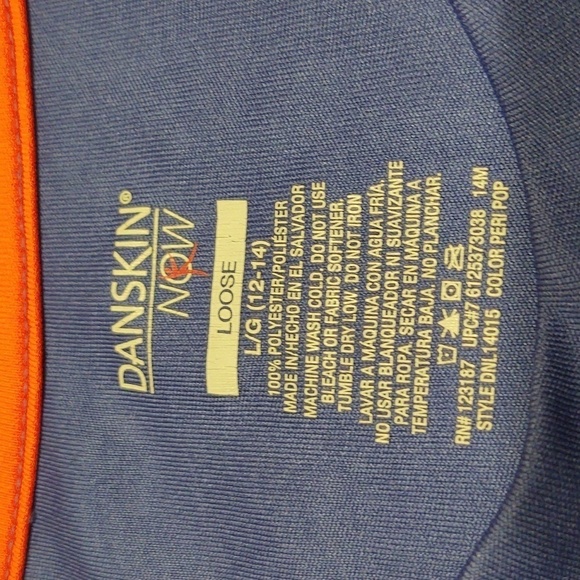 DANSKIN®
NOW
LOOSE
L/G (12-14)
100% POLYESTER/POLIÉSTER
MADE IN/HECHO EN EL SALVADOR
MACHINE WASH COLD. DO NOT USE
BLEACH OR FABRIC SOFTENER.
TUMBLE DRY LOW. DO NOT IRON
LAVAR A MAQUINA CON AGUA FRÍA.
NO USAR BLANQUEADOR NI SUAVIZANTE
PARA ROPA. SECAR EN MÁQUINA A
TEMPERATURA BAJA. NO PLANCHAR.
RN# 123187 UPC#7 6125373038 14M
STYLE DNL14015 COLOR PERI POP